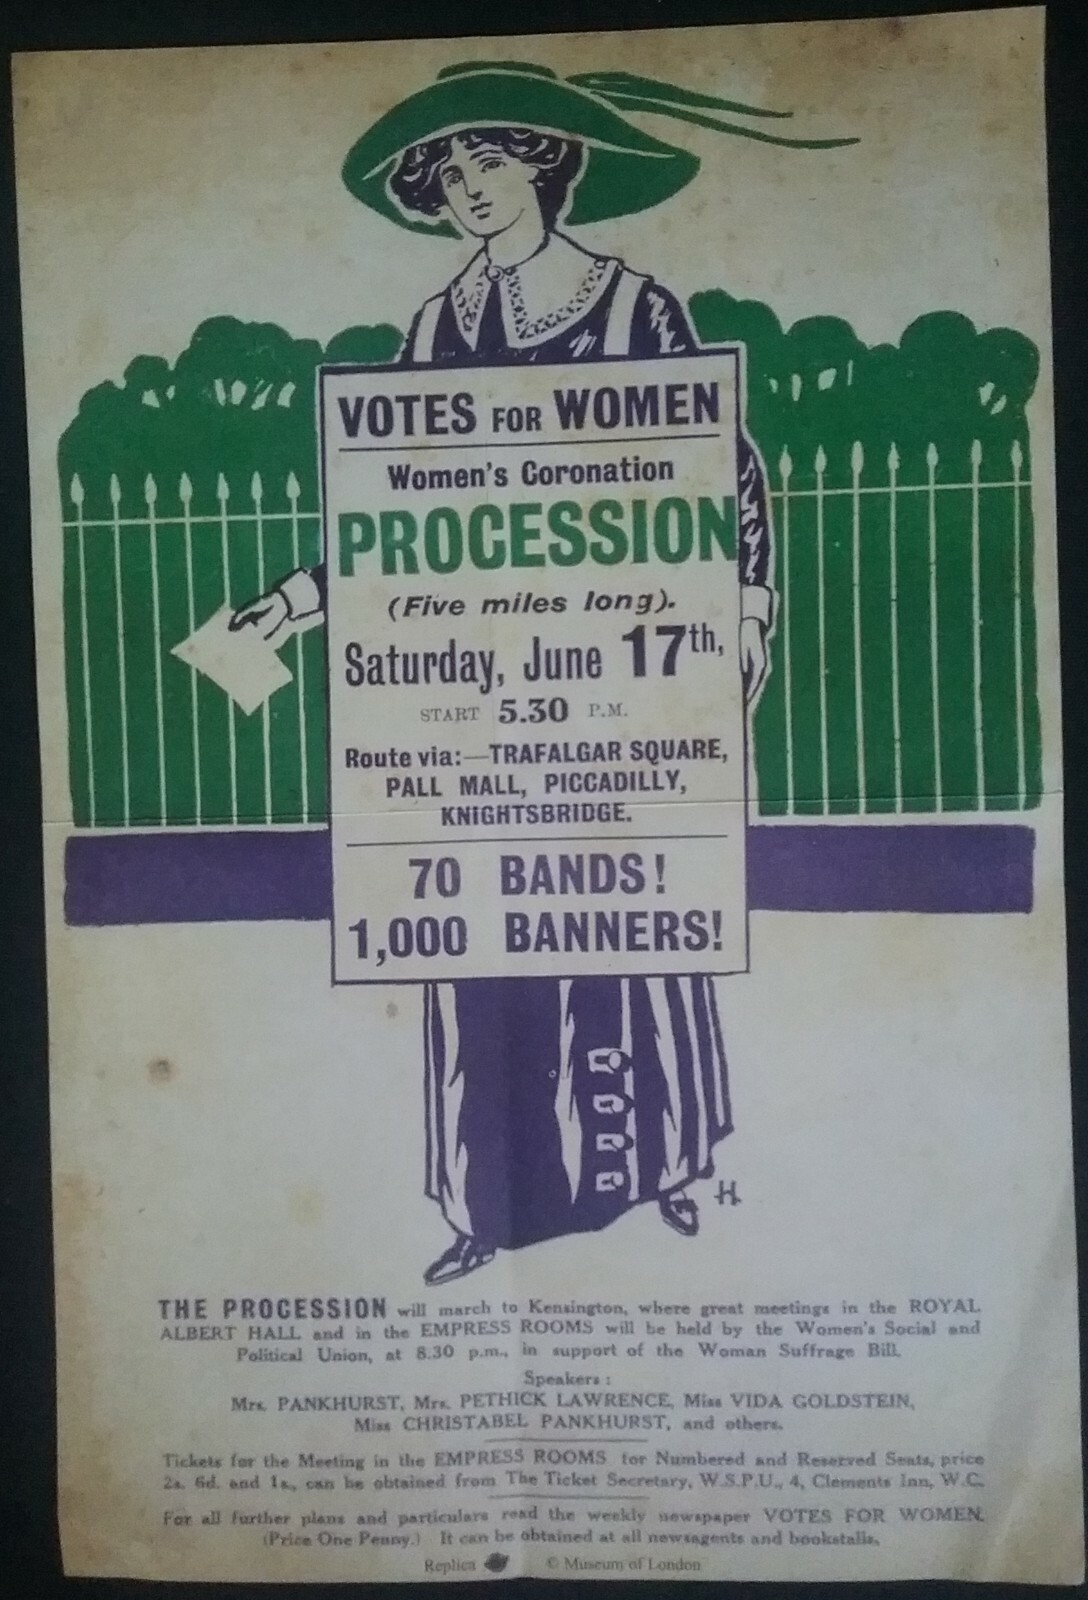 VOTES FOR WOMEN
Women's Coronation
PROCESSION
(Five miles long).
Saturday, June 17th,
START 5.30 P.M.
Route via:—TRAFALGAR SQUARE,
PALL MALL, PICCADILLY,
KNIGHTSBRIDGE.
70 BANDS!
1,000 BANNERS!
H
THE PROCESSION will march to Kensington, where great meetings in the ROYAL
ALBERT HALL and in the EMPRESS ROOMS will be held by the Women's Social and
Political Union, at 8.30 p.m., in support of the Woman Suffrage Bill.
Speakers:
Mrs. PANKHURST, Mrs. PETHICK LAWRENCE, Miss VIDA GOLDSTEIN,
Miss CHRISTABEL PANKHURST, and others.
Tickets for the Meeting in the EMPRESS ROOMS for Numbered and Reserved Seats, price
2s. 6d. and 1s., can be obtained from The Ticket Secretary, W.S.P.U., 4, Clements Inn, W.C.
For all further plans and particulars read the weekly newspaper VOTES FOR WOMEN.
(Price One Penny.) It can be obtained at all newsagents and bookstalls.
Replica © Museum of London